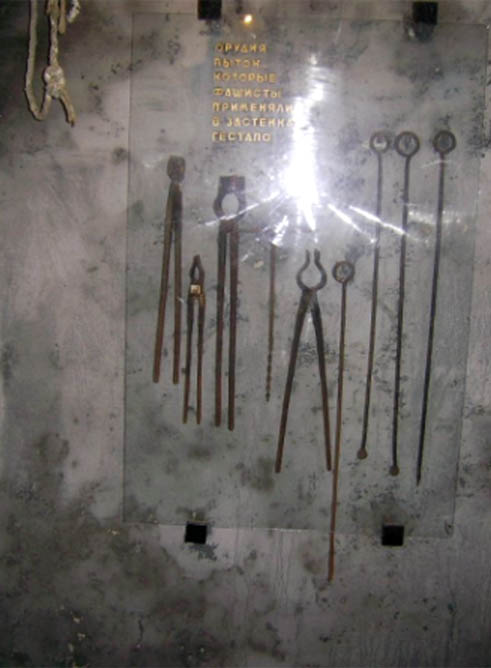 ОРУДИЯ
ПЫТОК,
КОТОРЫЕ
ФАШИСТЫ
ПРИМЕНЯЛИ
В ЗАСТЕНКАХ
ГЕСТАПО